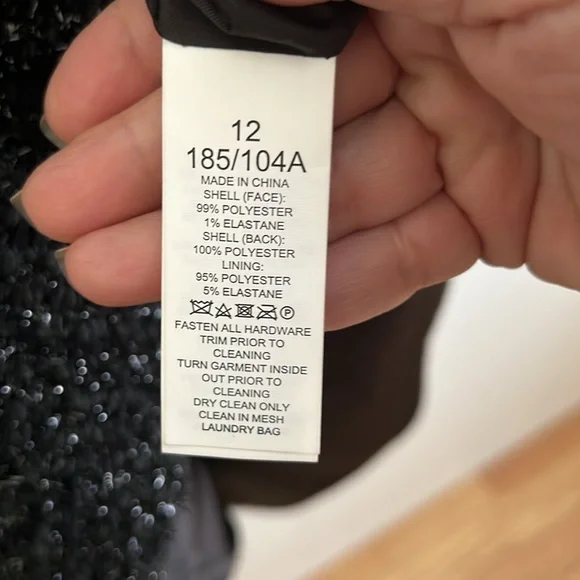 12
185/104A
MADE IN CHINA
SHELL (FACE):
99% POLYESTER
1% ELASTANE
SHELL (BACK):
100% POLYESTER
LINING:
95% POLYESTER
5% ELASTANE
P
FASTEN ALL HARDWARE
TRIM PRIOR TO
CLEANING
TURN GARMENT INSIDE
OUT PRIOR TO
CLEANING
DRY CLEAN ONLY
CLEAN IN MESH
LAUNDRY BAG